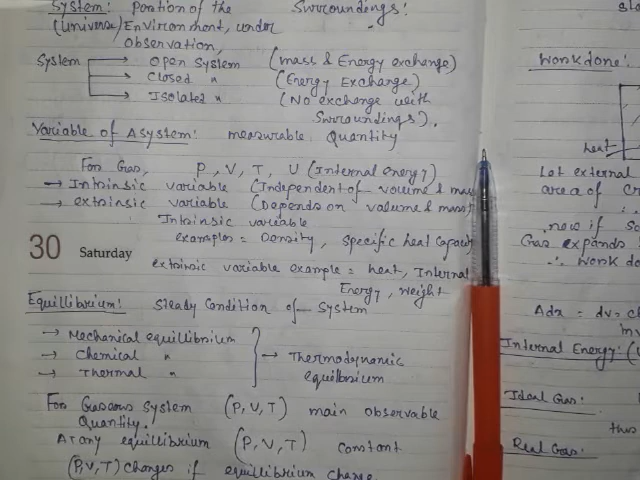 System: portion of the Surroundings:
(Universe) Environment, under
Observation,
System → Open System (Mass & Energy exchange)
→ Closed " (Energy Exchange)
→ Isolated " (No exchange with
Surroundings).
Variable of A system: measurable Quantity
For Gas, P, V, T, U (Internal energy)
→ Intrinsic variable (Independent of volume & mass
→ extrinsic variable (Depends on volume & mass)
Intrinsic variable
examples = Density, Specific heat Capacity
30 Saturday
extrinsic variable example = heat, Internal
Energy, weight
Equillibrium: Steady Condition of System
→ Mechanical equillibrium
→ Chemical "
→ Thermal "
→ Thermodynamic
equilibrium
For Gaseous System (P, V, T) main observable
Quantity.
At any equillibrium (P, V, T) Constant
(P, V, T) Changes if equilibrium change.
Work done:
heat
Let external
area of
now if
Gas expands
∴ Work do
Adx = dv =
Internal Energy: (
Ideal Gas:
thus
Real Gas: